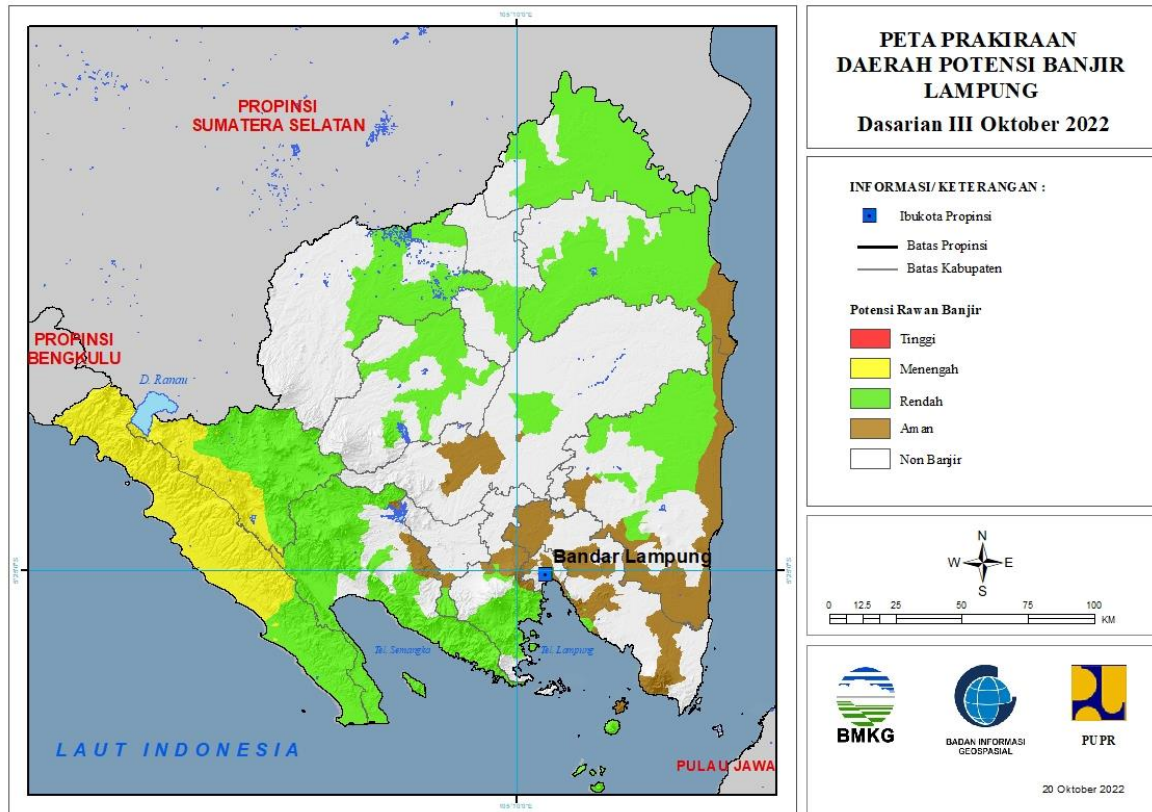 PETA PRAKIRAAN
DAERAH POTENSI BANJIR
LAMPUNG
Dasarian III Oktober 2022
INFORMASI/KETERANGAN :
Ibukota Propinsi
Batas Propinsi
Batas Kabupaten
Potensi Rawan Banjir
Tinggi
Menengah
Rendah
Aman
Non Banjir
N
W E
S
0 12.5 25 50 75 100
KM
BMKG
BADAN INFORMASI
GEOSPASIAL
PUPR
20 Oktober 2022
PROPINSI
SUMATERA SELATAN
PROPINSI
BENGKULU
D. Ranau
Bandar Lampung
Tel. Semangka
Tel. Lampung
LAUT INDONESIA
PULAU JAWA